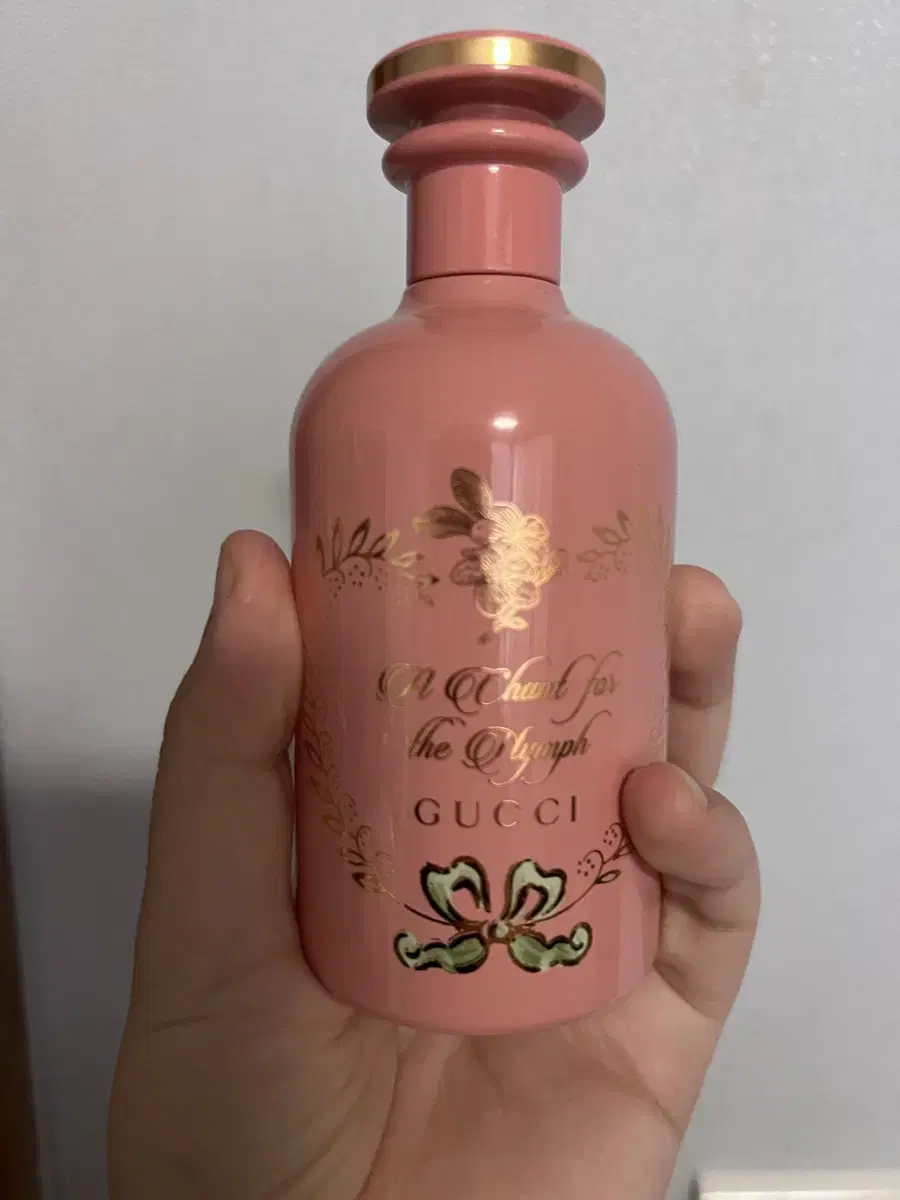 A Chant for
the Nymph
GUCCI